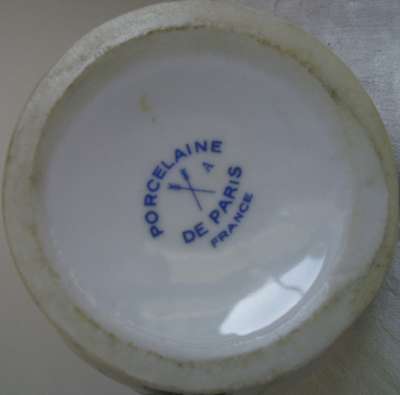 PORCELAINE
A
DE PARIS
FRANCE